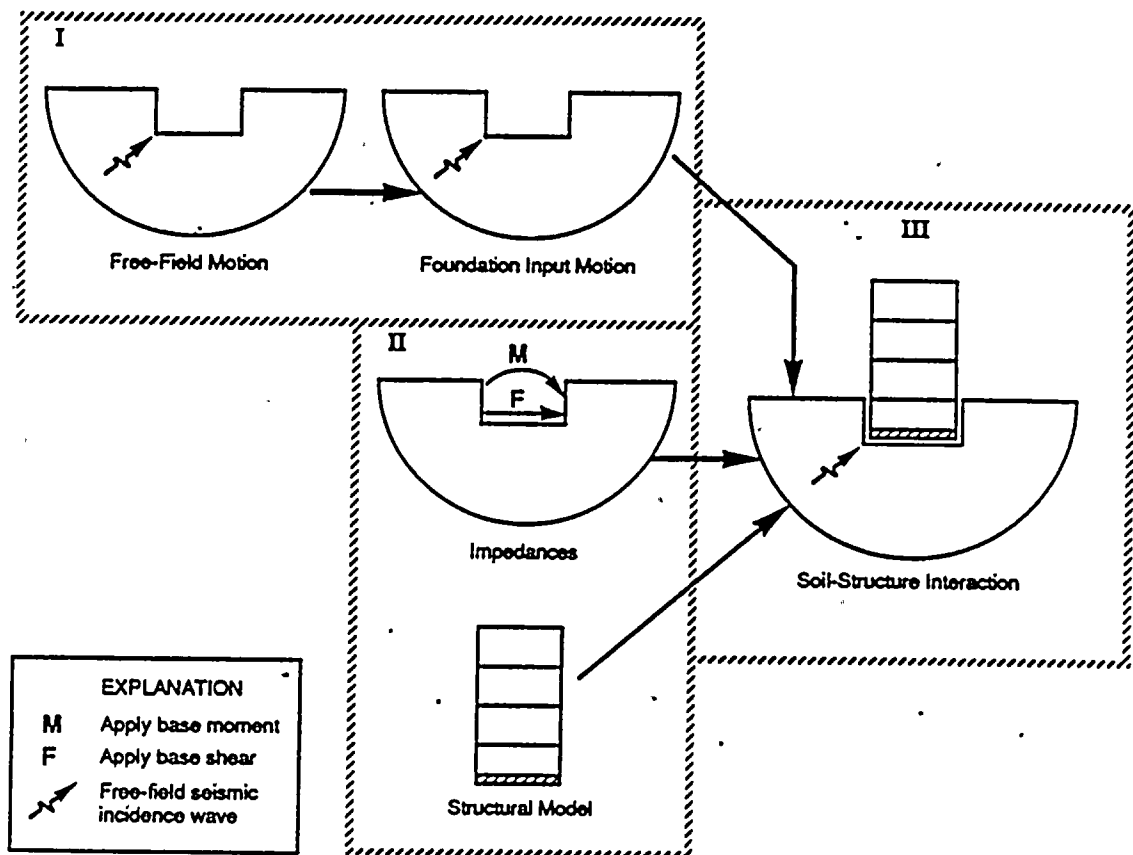 I
Free-Field Motion
Foundation Input Motion
II
M
F
Impedances
Structural Model
III
Soil-Structure Interaction
EXPLANATION
M Apply base moment
F Apply base shear
Free-field seismic
incidence wave